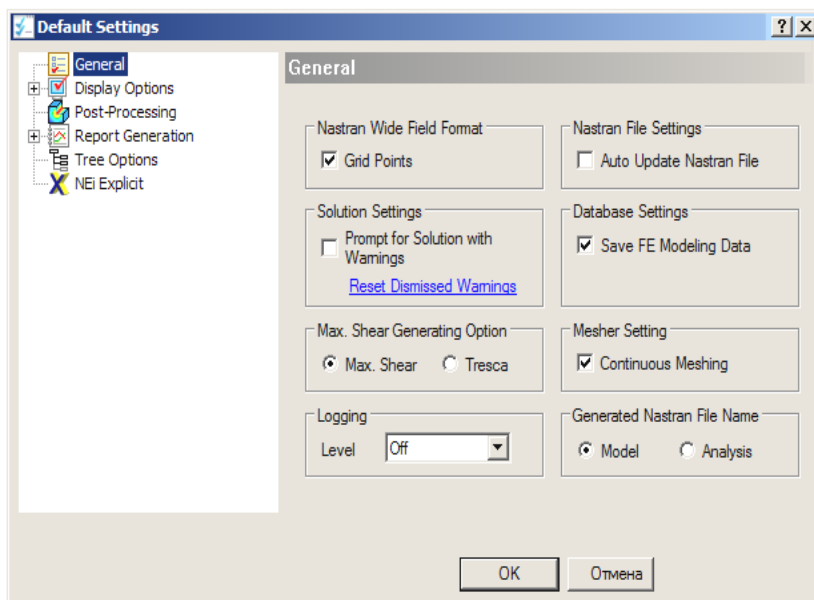 Default Settings
General
Display Options
Post-Processing
Report Generation
Tree Options
NEi Explicit
General
Nastran Wide Field Format
Grid Points
Nastran File Settings
Auto Update Nastran File
Solution Settings
Prompt for Solution with
Warnings
Reset Dismissed Warnings
Database Settings
Save FE Modeling Data
Max. Shear Generating Option
Max. Shear Tresca
Mesher Setting
Continuous Meshing
Logging
Level Off
Generated Nastran File Name
Model Analysis
OK Отмена